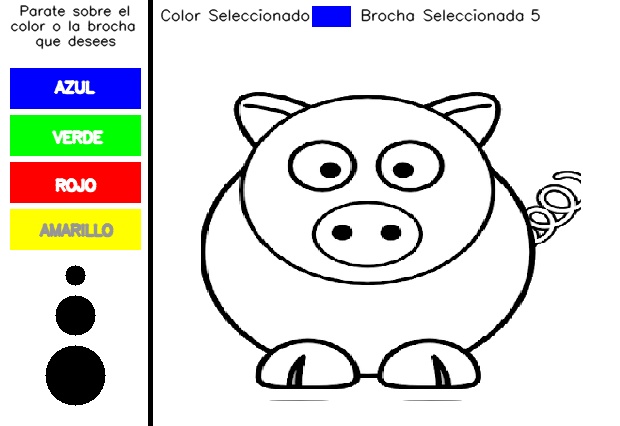 Parate sobre el
color o la brocha
que desees
Color Seleccionado
Brocha Seleccionada 5
AZUL
VERDE
ROJO
AMARILLO